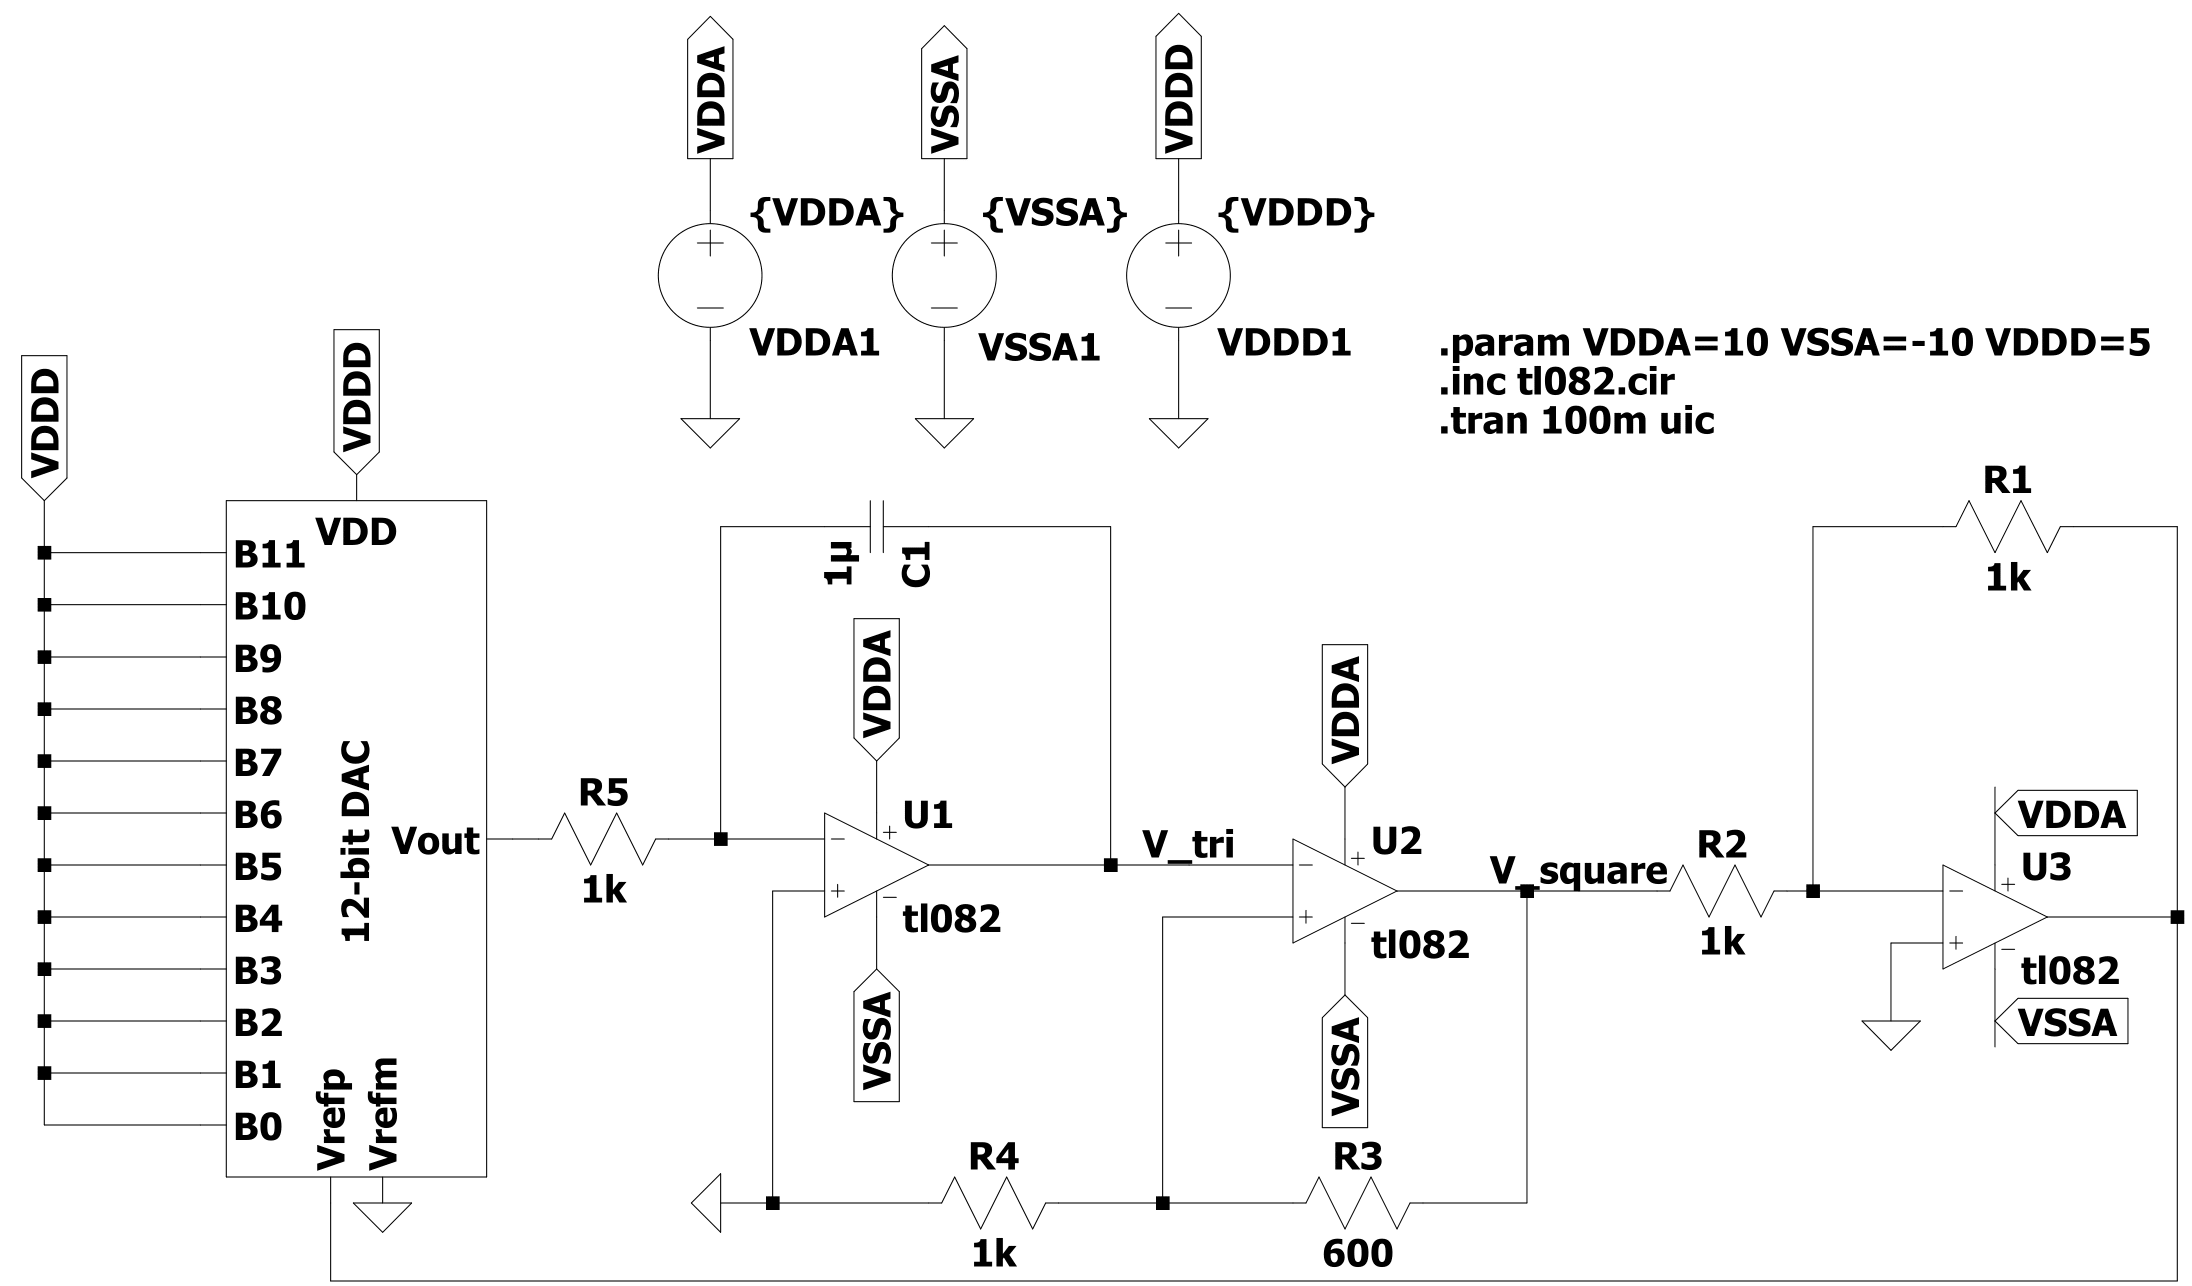 VDDA
VSSA
VDDD
{VDDA}
{VSSA}
{VDDD}
+
+
+
−
−
−
VDDA1
VSSA1
VDDD1
.param VDDA=10 VSSA=-10 VDDD=5
.inc tl082.cir
.tran 100m uic
VDDD
VDDD
VDD
B11
B10
B9
B8
B7
B6
B5
B4
B3
B2
B1
B0
12-bit DAC
Vout
Vrefp
Vrefm
R5
1k
1µ
C1
VDDA
U1
−
+
+
−
tl082
VSSA
V_tri
VDDA
U2
−
+
+
−
tl082
VSSA
V_square
R4
1k
R3
600
R2
1k
R1
1k
VDDA
U3
−
+
+
−
tl082
VSSA